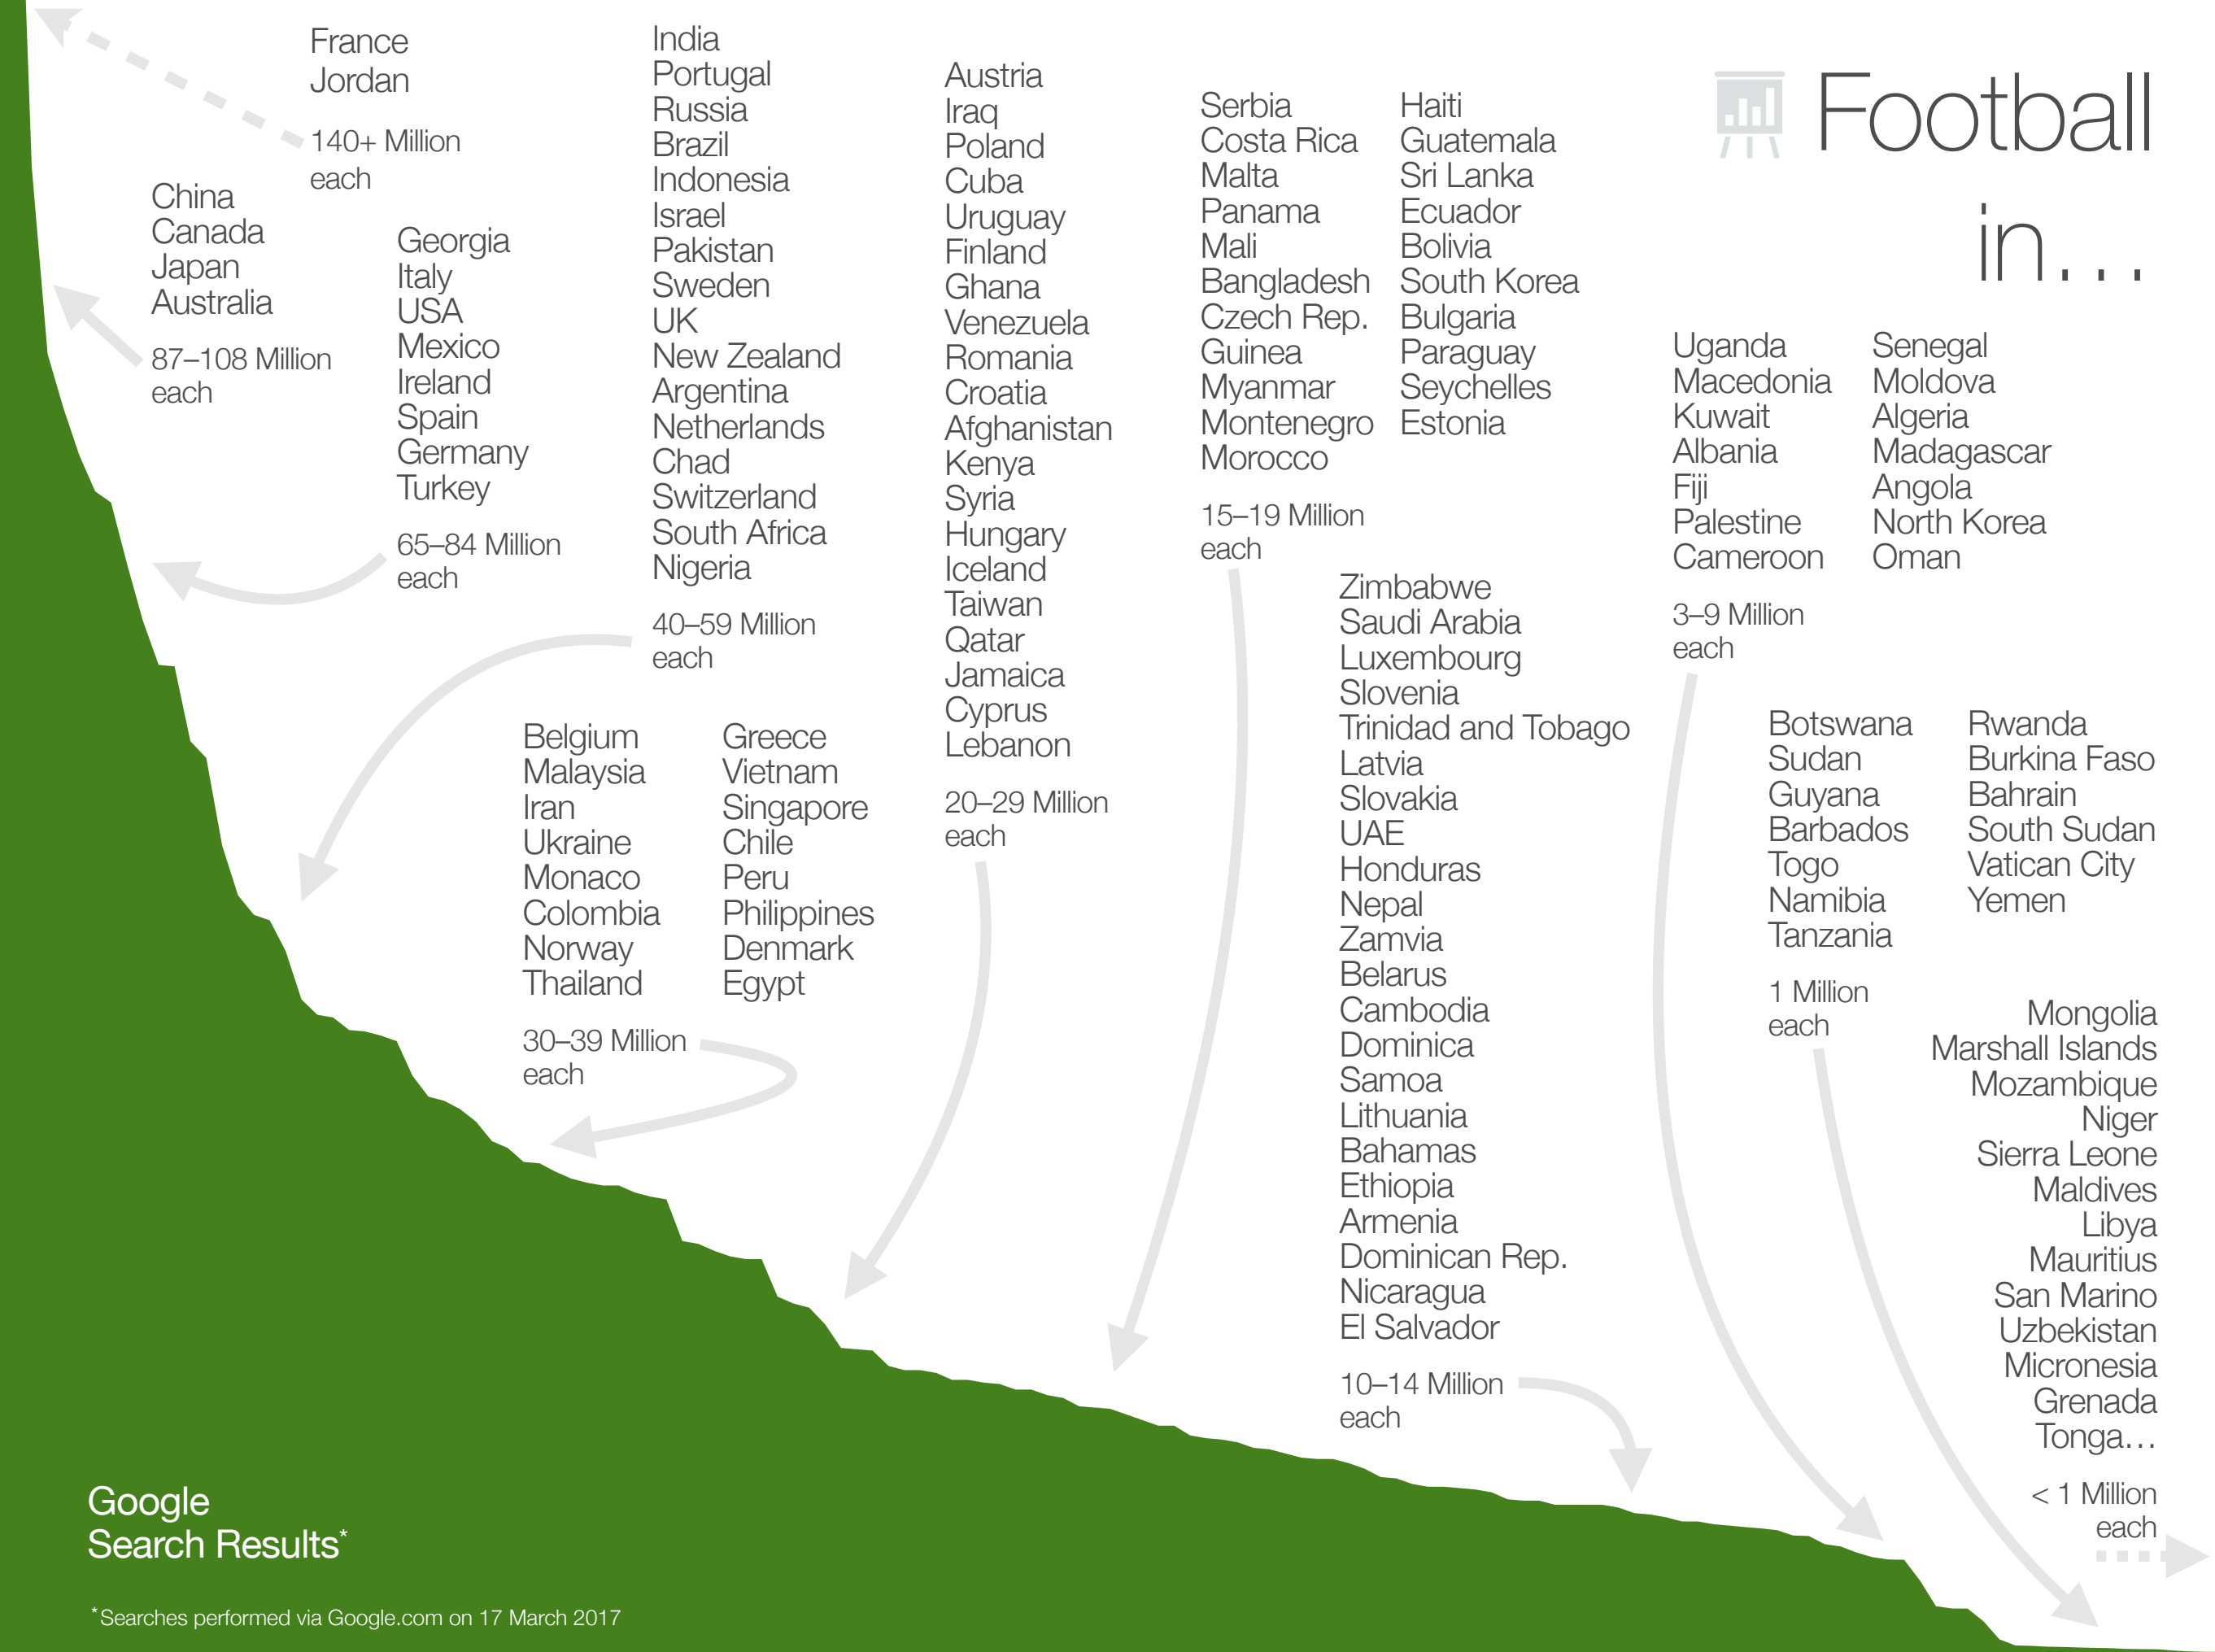 Football
in…
France
Jordan
140+ Million
each
China
Canada
Japan
Australia
87–108 Million
each
Georgia
Italy
USA
Mexico
Ireland
Spain
Germany
Turkey
65–84 Million
each
India
Portugal
Russia
Brazil
Indonesia
Israel
Pakistan
Sweden
UK
New Zealand
Argentina
Netherlands
Chad
Switzerland
South Africa
Nigeria
40–59 Million
each
Belgium
Malaysia
Iran
Ukraine
Monaco
Colombia
Norway
Thailand
Greece
Vietnam
Singapore
Chile
Peru
Philippines
Denmark
Egypt
30–39 Million
each
Austria
Iraq
Poland
Cuba
Uruguay
Finland
Ghana
Venezuela
Romania
Croatia
Afghanistan
Kenya
Syria
Hungary
Iceland
Taiwan
Qatar
Jamaica
Cyprus
Lebanon
20–29 Million
each
Serbia
Costa Rica
Malta
Panama
Mali
Bangladesh
Czech Rep.
Guinea
Myanmar
Montenegro
Morocco
Haiti
Guatemala
Sri Lanka
Ecuador
Bolivia
South Korea
Bulgaria
Paraguay
Seychelles
Estonia
15–19 Million
each
Zimbabwe
Saudi Arabia
Luxembourg
Slovenia
Trinidad and Tobago
Latvia
Slovakia
UAE
Honduras
Nepal
Zamvia
Belarus
Cambodia
Dominica
Samoa
Lithuania
Bahamas
Ethiopia
Armenia
Dominican Rep.
Nicaragua
El Salvador
10–14 Million
each
Uganda
Macedonia
Kuwait
Albania
Fiji
Palestine
Cameroon
Senegal
Moldova
Algeria
Madagascar
Angola
North Korea
Oman
3–9 Million
each
Botswana
Sudan
Guyana
Barbados
Togo
Namibia
Tanzania
Rwanda
Burkina Faso
Bahrain
South Sudan
Vatican City
Yemen
1 Million
each
Mongolia
Marshall Islands
Mozambique
Niger
Sierra Leone
Maldives
Libya
Mauritius
San Marino
Uzbekistan
Micronesia
Grenada
Tonga…
< 1 Million
each
Google
Search Results*
*Searches performed via Google.com on 17 March 2017